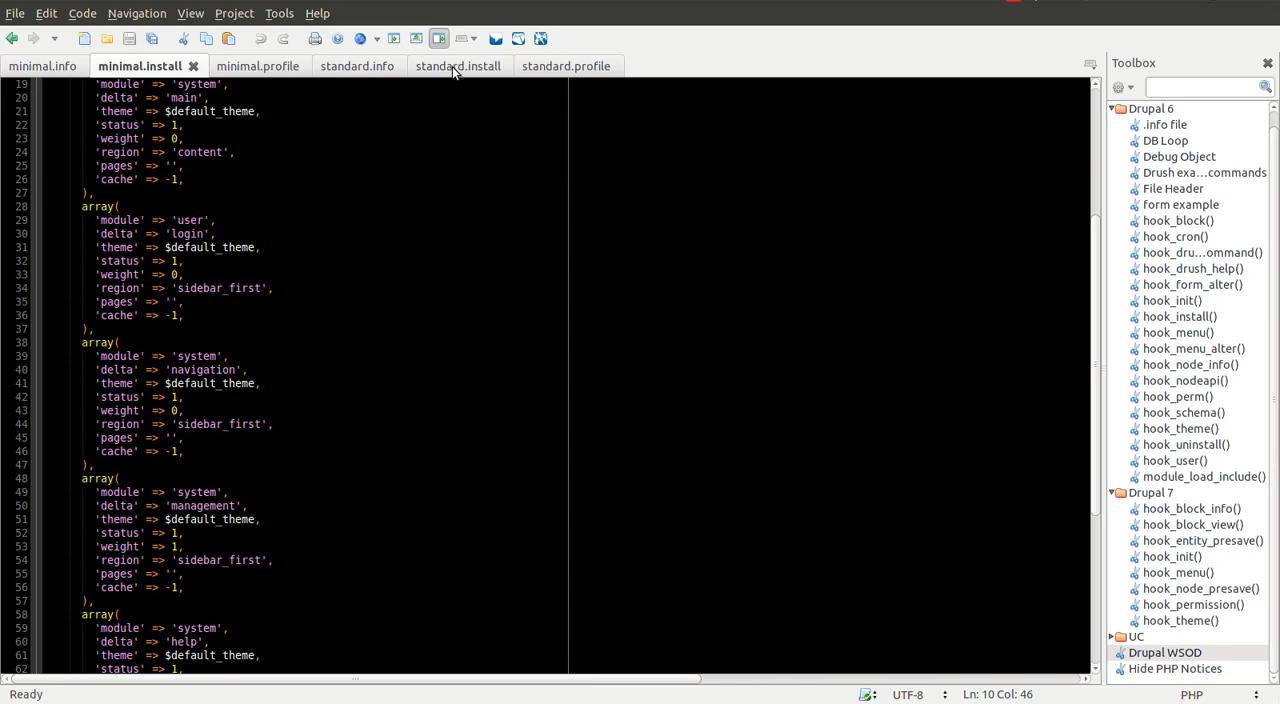 File Edit Code Navigation View Project Tools Help
minimal.info minimal.install minimal.profile standard.info standard.install standard.profile
19 'module' => 'system',
20 'delta' => 'main',
21 'theme' => $default_theme,
22 'status' => 1,
23 'weight' => 0,
24 'region' => 'content',
25 'pages' => '',
26 'cache' => -1,
27 ),
28 array(
29 'module' => 'user',
30 'delta' => 'login',
31 'theme' => $default_theme,
32 'status' => 1,
33 'weight' => 0,
34 'region' => 'sidebar_first',
35 'pages' => '',
36 'cache' => -1,
37 ),
38 array(
39 'module' => 'system',
40 'delta' => 'navigation',
41 'theme' => $default_theme,
42 'status' => 1,
43 'weight' => 0,
44 'region' => 'sidebar_first',
45 'pages' => '',
46 'cache' => -1,
47 ),
48 array(
49 'module' => 'system',
50 'delta' => 'management',
51 'theme' => $default_theme,
52 'status' => 1,
53 'weight' => 1,
54 'region' => 'sidebar_first',
55 'pages' => '',
56 'cache' => -1,
57 ),
58 array(
59 'module' => 'system',
60 'delta' => 'help',
61 'theme' => $default_theme,
62 'status' => 1,
Toolbox
Drupal 6
.info file
DB Loop
Debug Object
Drush exa...commands
File Header
form example
hook_block()
hook_cron()
hook_dru...ommand()
hook_drush_help()
hook_form_alter()
hook_init()
hook_install()
hook_menu()
hook_menu_alter()
hook_node_info()
hook_nodeapi()
hook_perm()
hook_schema()
hook_theme()
hook_uninstall()
hook_user()
module_load_include()
Drupal 7
hook_block_info()
hook_block_view()
hook_entity_presave()
hook_init()
hook_menu()
hook_node_presave()
hook_permission()
hook_theme()
UC
Drupal WSOD
Hide PHP Notices
Ready UTF-8 Ln: 10 Col: 46 PHP